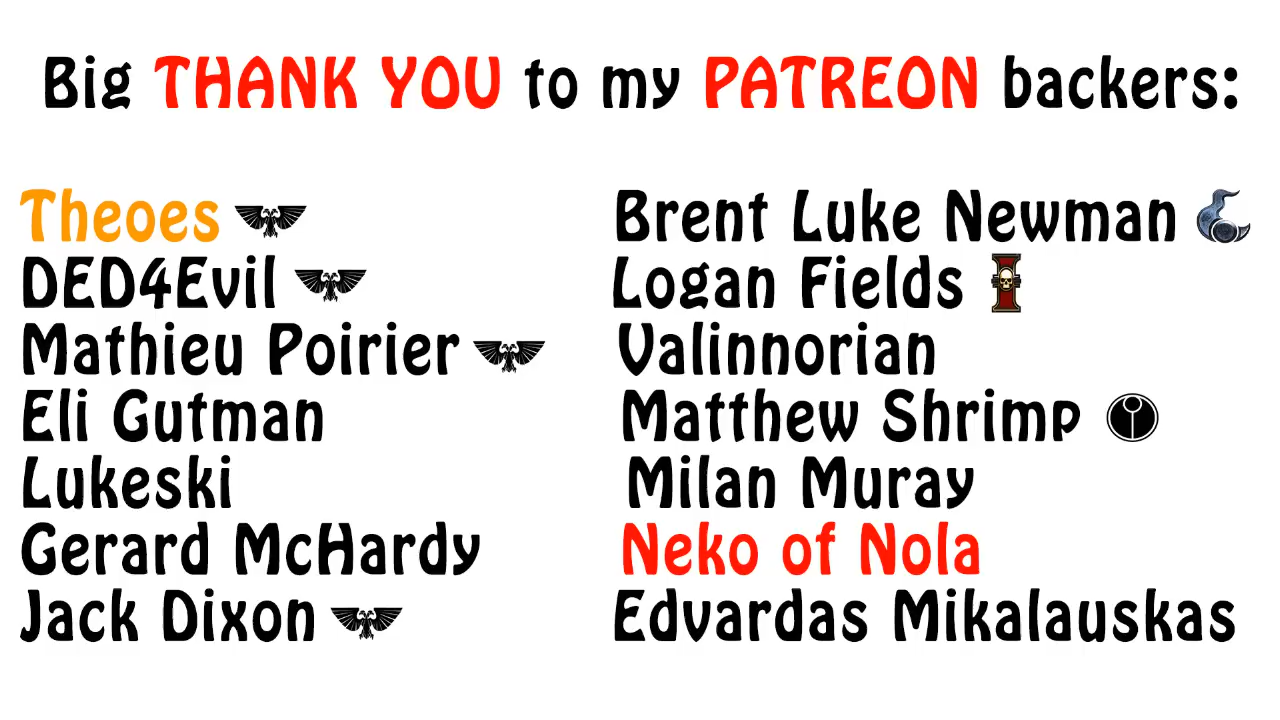 Big THANK YOU to my PATREON backers:
Theoes
DED4Evil
Mathieu Poirier
Eli Gutman
Lukeski
Gerard McHardy
Jack Dixon
Brent Luke Newman
Logan Fields
Valinnorian
Matthew Shrimp
Milan Muray
Neko of Nola
Edvardas Mikalauskas